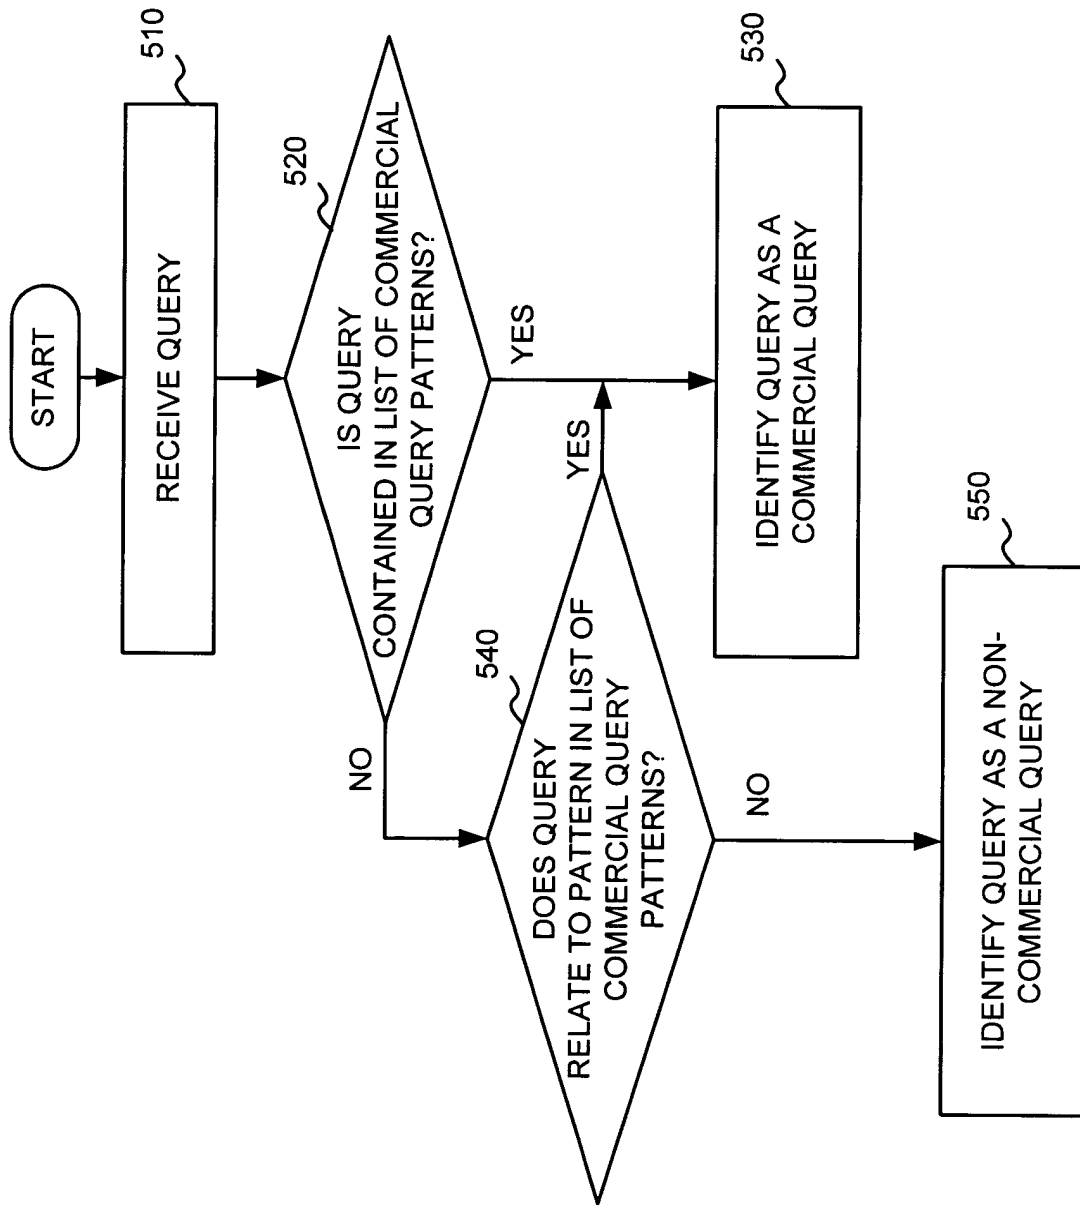 START
510
RECEIVE QUERY
520
IS QUERY
CONTAINED IN LIST OF COMMERCIAL
QUERY PATTERNS?
YES
NO
540
DOES QUERY
RELATE TO PATTERN IN LIST OF
COMMERCIAL QUERY
PATTERNS?
YES
NO
530
IDENTIFY QUERY AS A
COMMERCIAL QUERY
550
IDENTIFY QUERY AS A NON-
COMMERCIAL QUERY